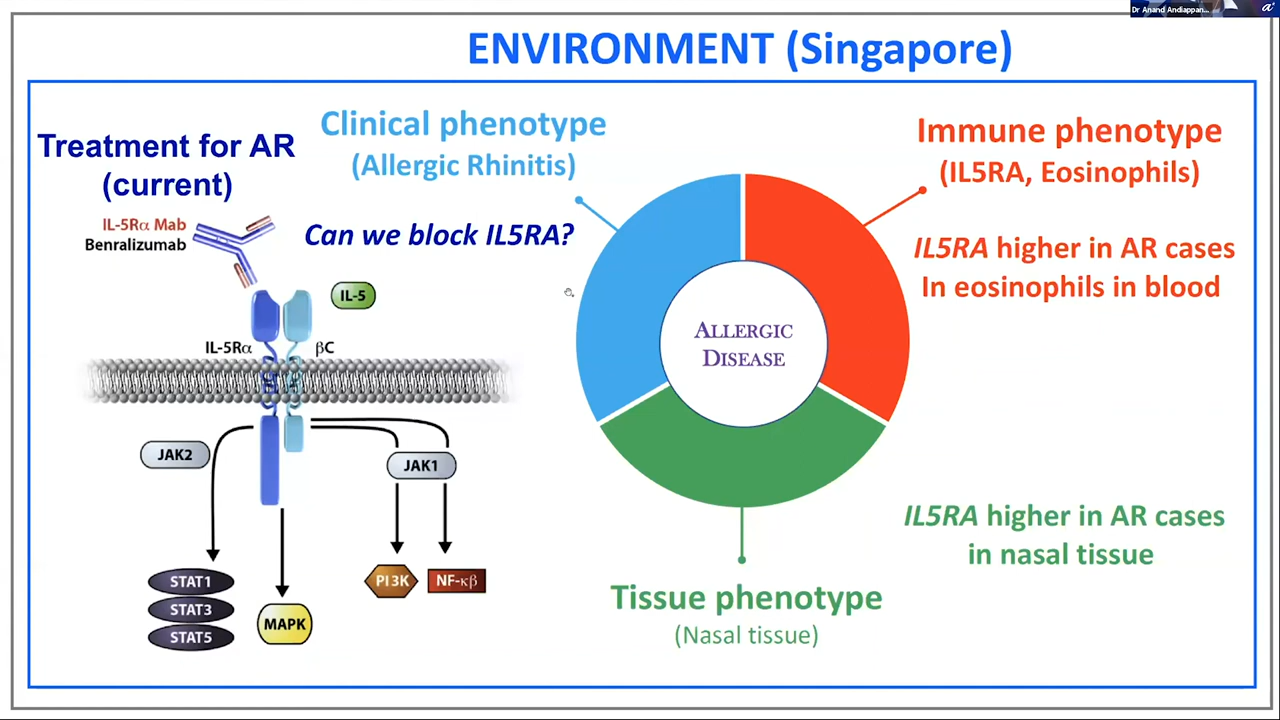 Dr Anand Andiappan...
a*
ENVIRONMENT (Singapore)
Treatment for AR
(current)
IL-5Rα Mab
Benralizumab
IL-5
IL-5Rα
βC
JAK2
JAK1
STAT1
STAT3
STAT5
MAPK
PI3K
NF-κβ
Clinical phenotype
(Allergic Rhinitis)
Can we block IL5RA?
ALLERGIC
DISEASE
Immune phenotype
(IL5RA, Eosinophils)
IL5RA higher in AR cases
In eosinophils in blood
IL5RA higher in AR cases
in nasal tissue
Tissue phenotype
(Nasal tissue)